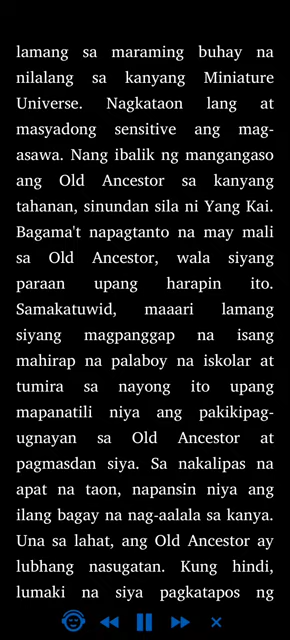 lamang sa maraming buhay na
nilalang sa kanyang Miniature
Universe. Nagkataon lang at
masyadong sensitive ang mag-
asawa. Nang ibalik ng mangangaso
ang Old Ancestor sa kanyang
tahanan, sinundan sila ni Yang Kai.
Bagama't napagtanto na may mali
sa Old Ancestor, wala siyang
paraan upang harapin ito.
Samakatuwid, maaari lamang
siyang magpanggap na isang
mahirap na palaboy na iskolar at
tumira sa nayong ito upang
mapanatili niya ang pakikipag-
ugnayan sa Old Ancestor at
pagmasdan siya. Sa nakalipas na
apat na taon, napansin niya ang
ilang bagay na nag-aalala sa kanya.
Una sa lahat, ang Old Ancestor ay
lubhang nasugatan. Kung hindi,
lumaki na siya pagkatapos ng